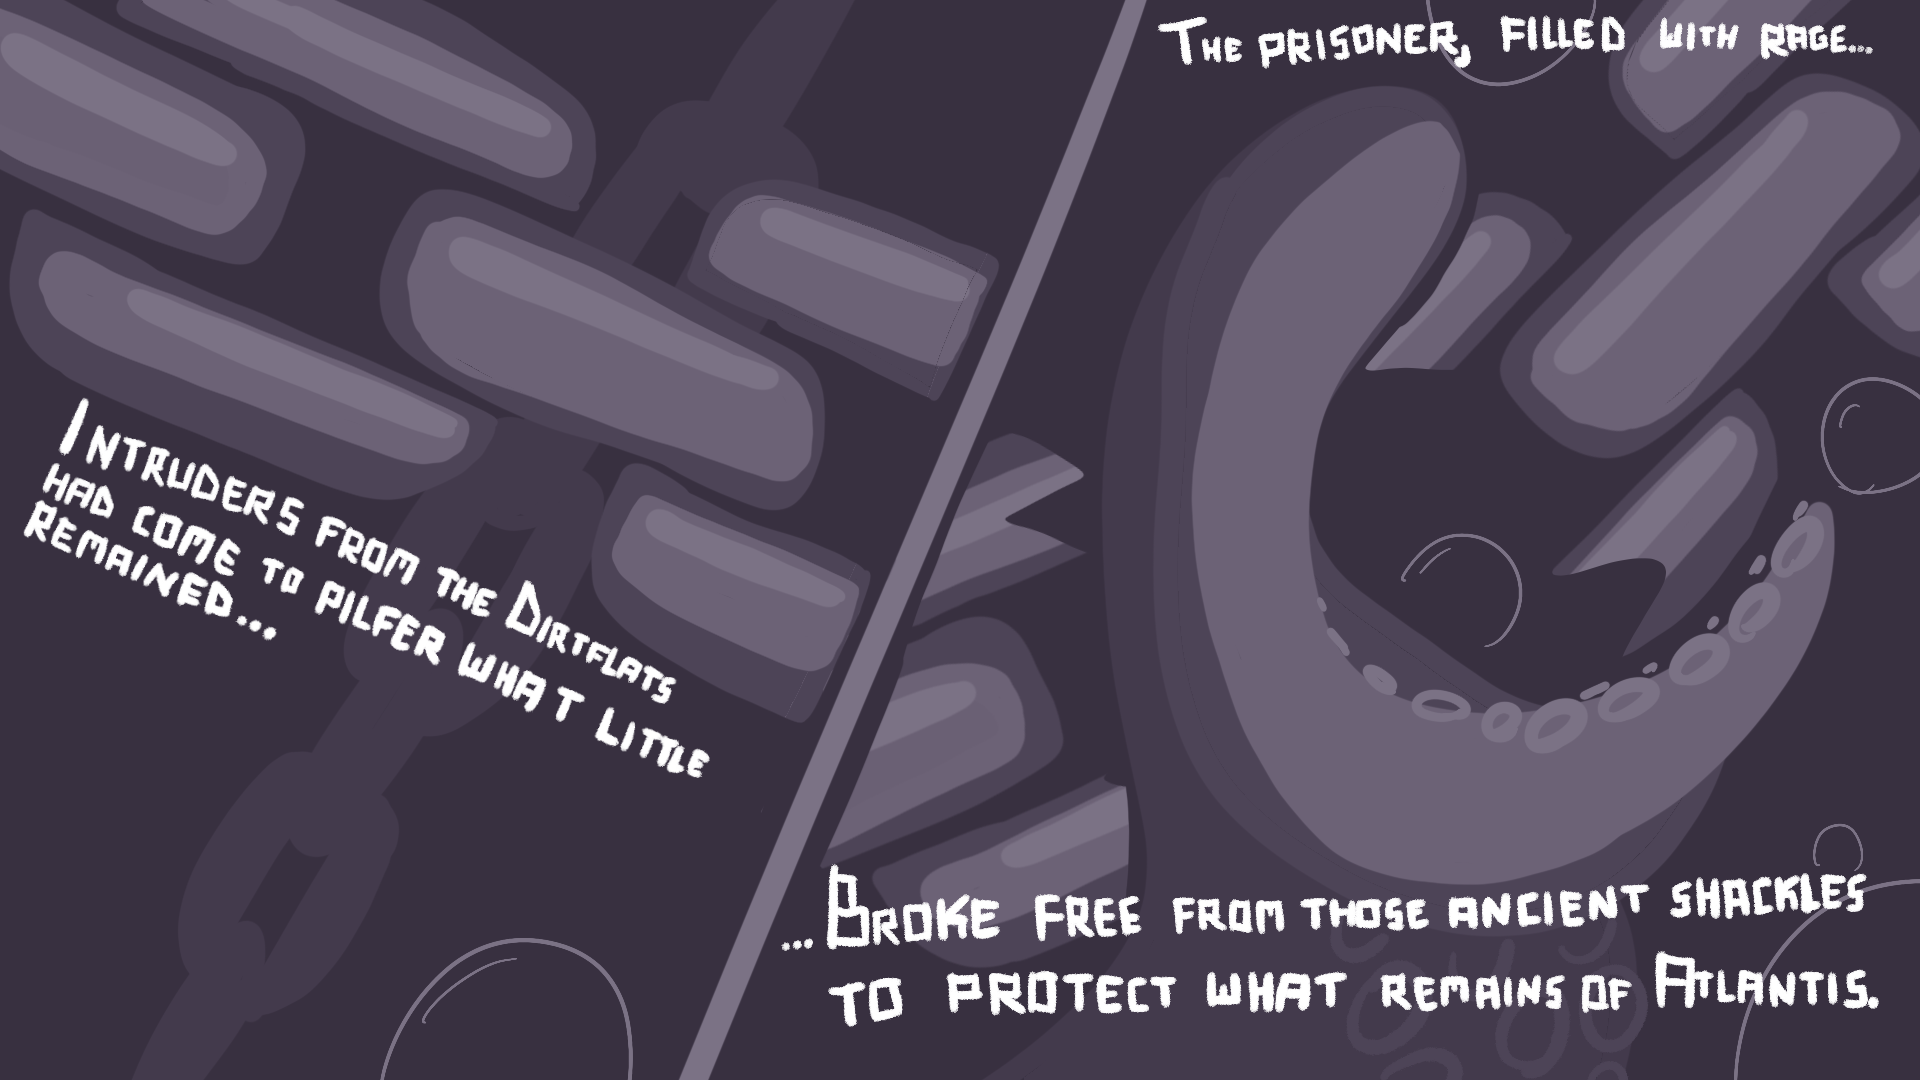 Intruders from the Dirtflats
had come to pilfer what little
remained...
The prisoner, filled with rage...
...Broke free from those ancient shackles
to protect what remains of Atlantis.